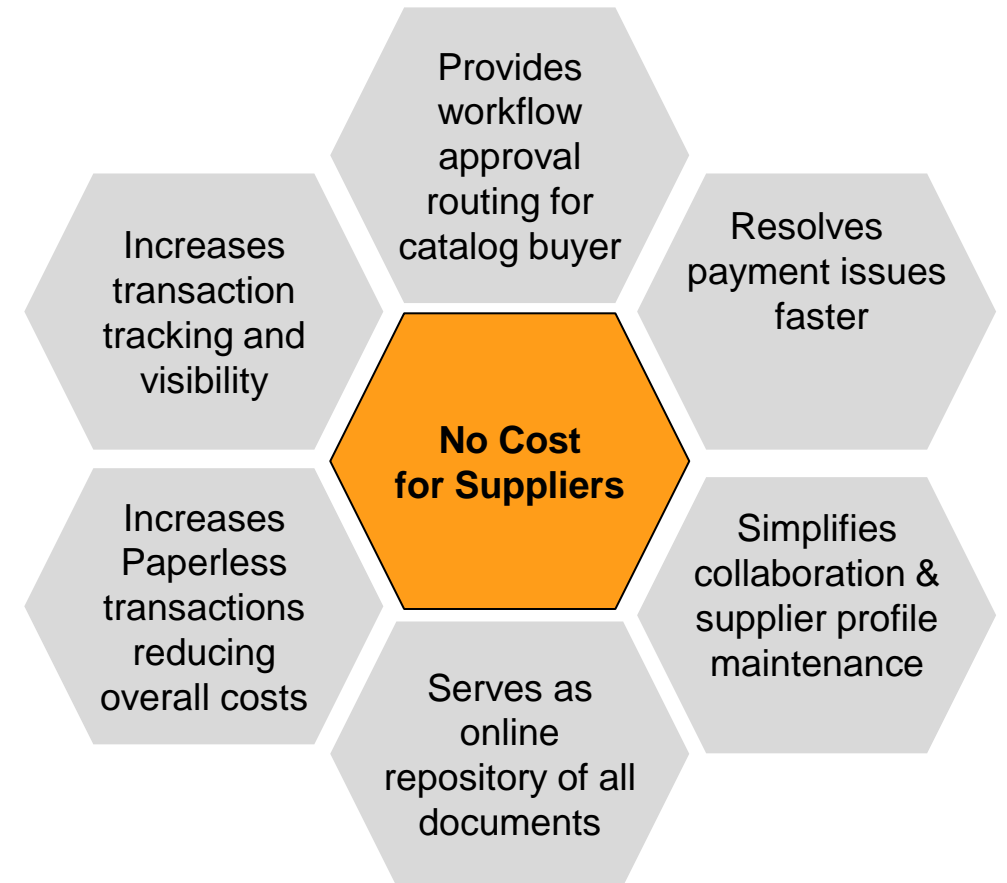 Provides
workflow
approval
routing for
catalog buyer
Resolves
payment issues
faster
Simplifies
collaboration &
supplier profile
maintenance
Serves as
online
repository of all
documents
Increases
Paperless
transactions
reducing
overall costs
Increases
transaction
tracking and
visibility
No Cost
for Suppliers